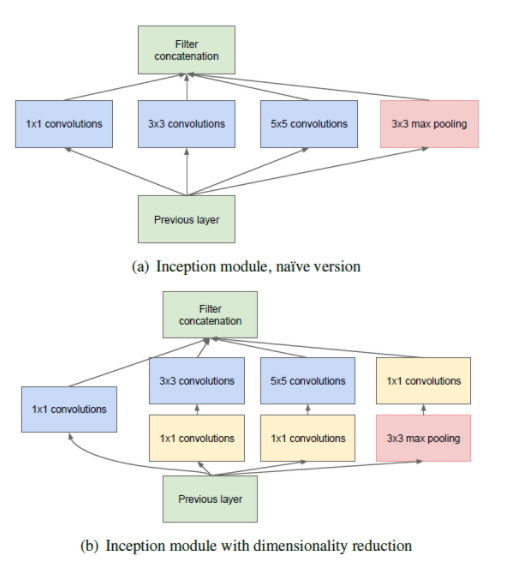 Filter
concatenation
1x1 convolutions
3x3 convolutions
5x5 convolutions
3x3 max pooling
Previous layer
(a) Inception module, naïve version
Filter
concatenation
3x3 convolutions
5x5 convolutions
1x1 convolutions
1x1 convolutions
1x1 convolutions
1x1 convolutions
3x3 max pooling
Previous layer
(b) Inception module with dimensionality reduction